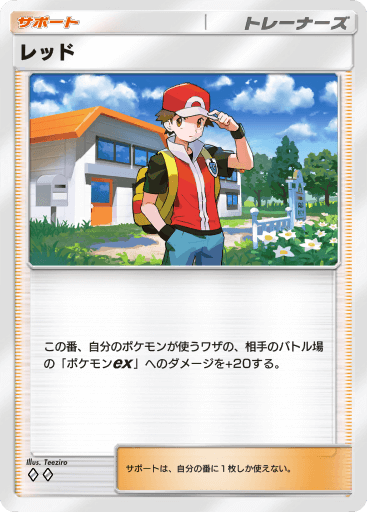 サポート
トレーナーズ
レッド
この番、自分のポケモンが使うワザの、相手のバトル場
の「ポケモンex」へのダメージを+20する。
Illus. Teeziro
サポートは、自分の番に1枚しか使えない。